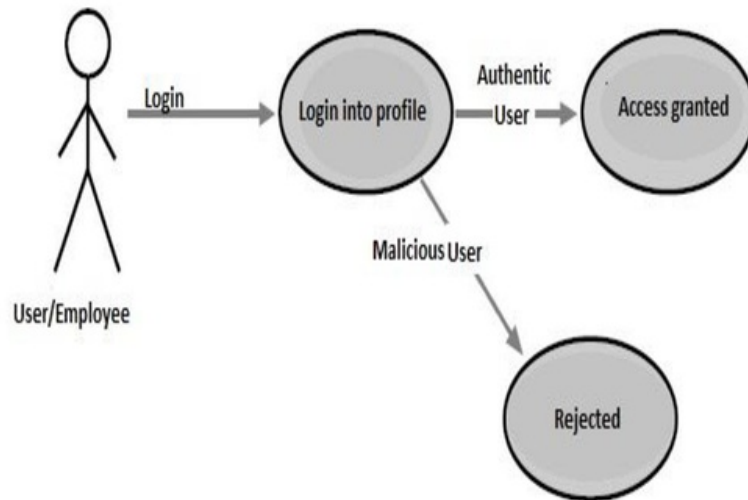 Login
Login into profile
Authentic
User
Access granted
Malicious User
User/Employee
Rejected